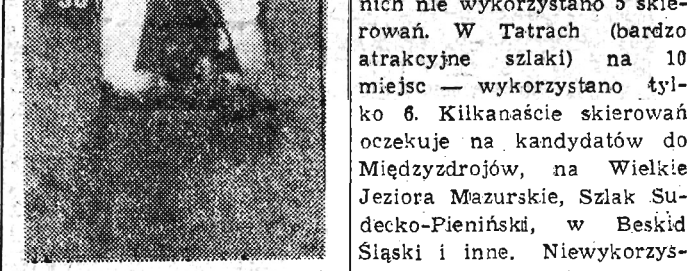 30
nich nie wykorzystano 5 skie-
rowań. W Tatrach (bardzo
atrakcyjne szlaki) na 10
miejsc — wykorzystano tyl-
ko 6. Kilkanaście skierowań
oczekuje na kandydatów do
Międzyzdrojów, na Wielkie
Jeziora Mazurskie, Szlak Su-
decko-Pieniński, w Beskid
Śląski i inne. Niewykorzys-